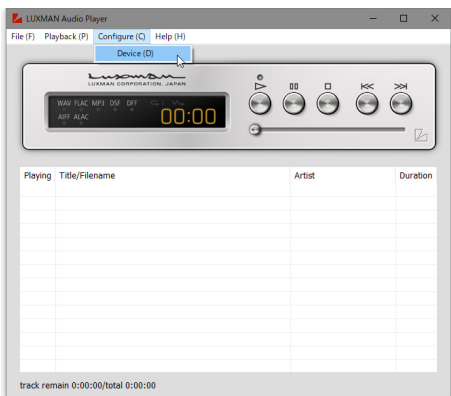 LUXMAN Audio Player
File (F) Playback (P) Configure (C) Help (H)
Device (D)
Luxman
LUXMAN CORPORATION, JAPAN
WAV FLAC MP3 DSF DFF
AIFF ALAC
00:00
Playing Title/Filename Artist Duration
track remain 0:00:00/total 0:00:00